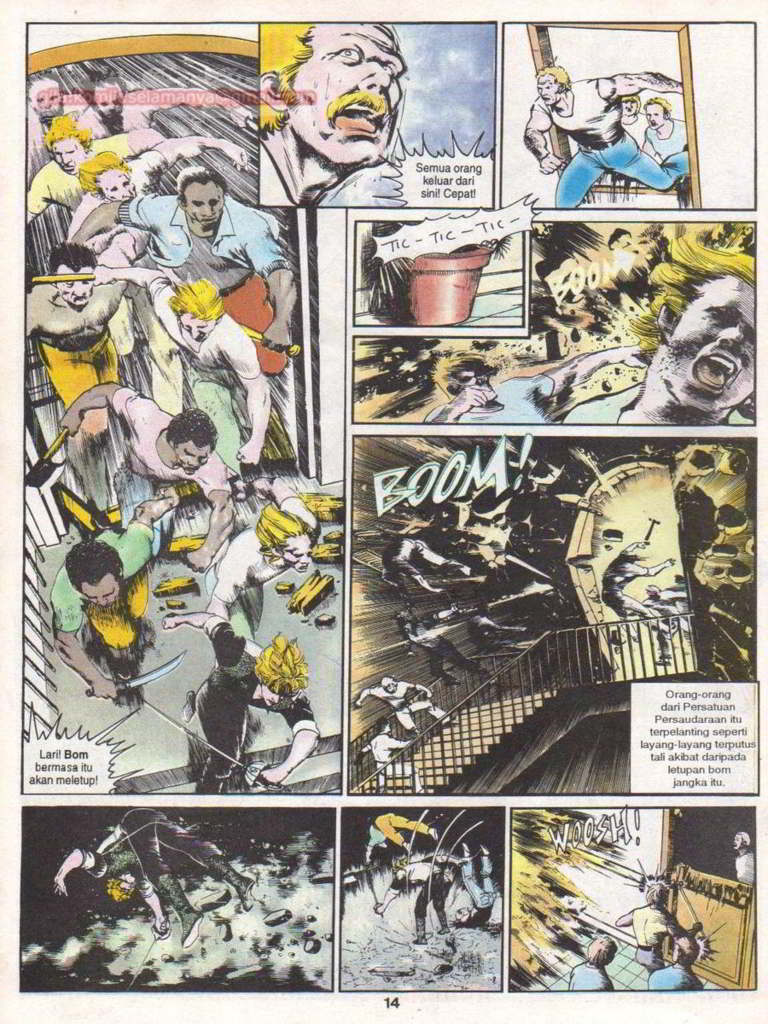 Semua orang
keluar dari
sini! Cepat!
TIC - TIC - TIC -
BOOM
Lari! Bom
bermasa itu
akan meletup!
BOOM!
Orang-orang
dari Persatuan
Persaudaraan itu
terpelanting seperti
layang-layang terputus
tali akibat daripada
letupan bom
jangka itu.
WOOSH!
14